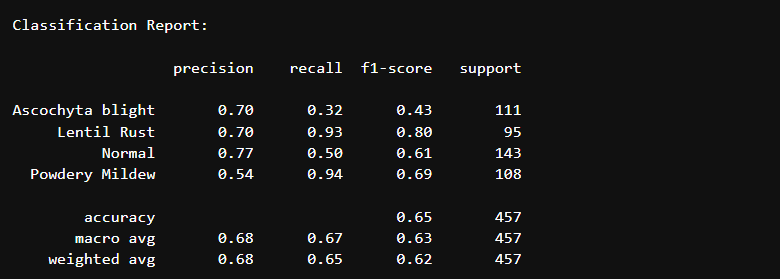 Classification Report:
precision recall f1-score support
Ascochyta blight 0.70 0.32 0.43 111
Lentil Rust 0.70 0.93 0.80 95
Normal 0.77 0.50 0.61 143
Powdery Mildew 0.54 0.94 0.69 108
accuracy 0.65 457
macro avg 0.68 0.67 0.63 457
weighted avg 0.68 0.65 0.62 457